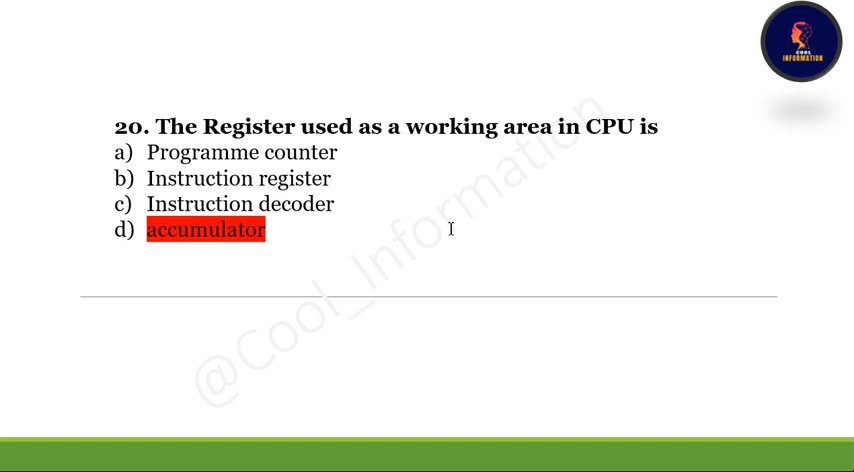 COOL
INFORMATION
20. The Register used as a working area in CPU is
a) Programme counter
b) Instruction register
c) Instruction decoder
d) accumulator
@Cool_Information